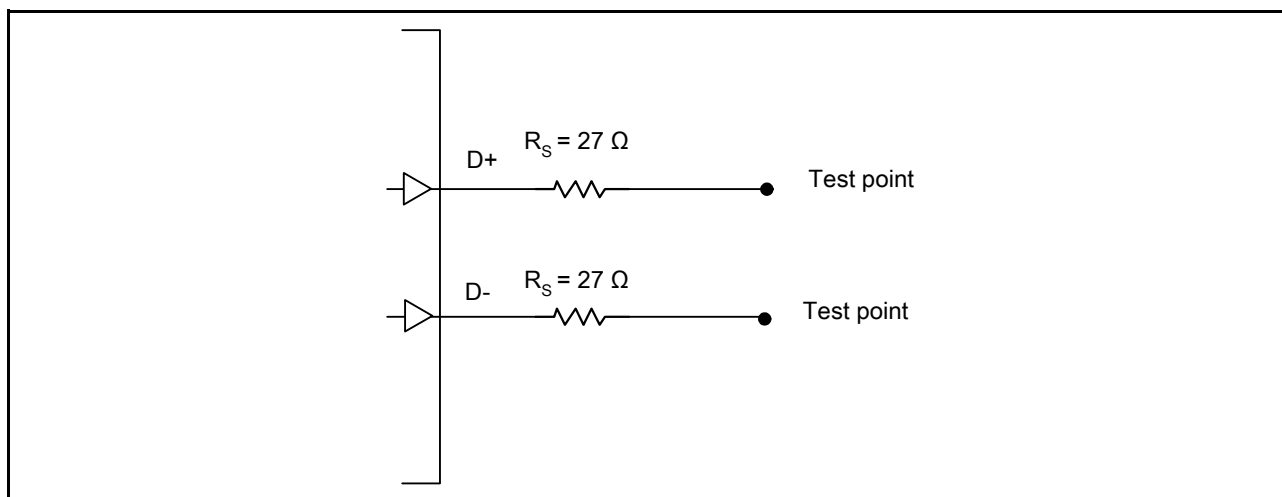 D+
R_S = 27 Ω
Test point
D-
R_S = 27 Ω
Test point